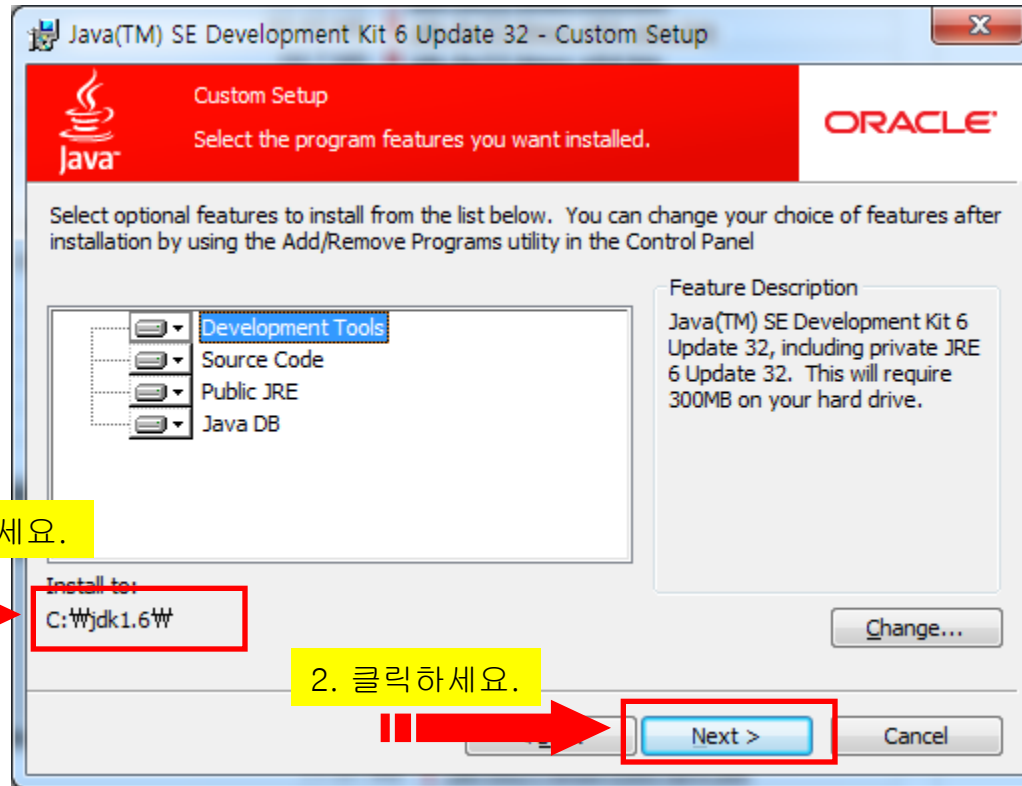 Java(TM) SE Development Kit 6 Update 32 - Custom Setup
Custom Setup
Select the program features you want installed.
Java
ORACLE
Select optional features to install from the list below. You can change your choice of features after
installation by using the Add/Remove Programs utility in the Control Panel
Development Tools
Source Code
Public JRE
Java DB
Feature Description
Java(TM) SE Development Kit 6
Update 32, including private JRE
6 Update 32. This will require
300MB on your hard drive.
세요.
Install to:
C:₩jdk1.6₩
Change...
2. 클릭하세요.
Next >
Cancel